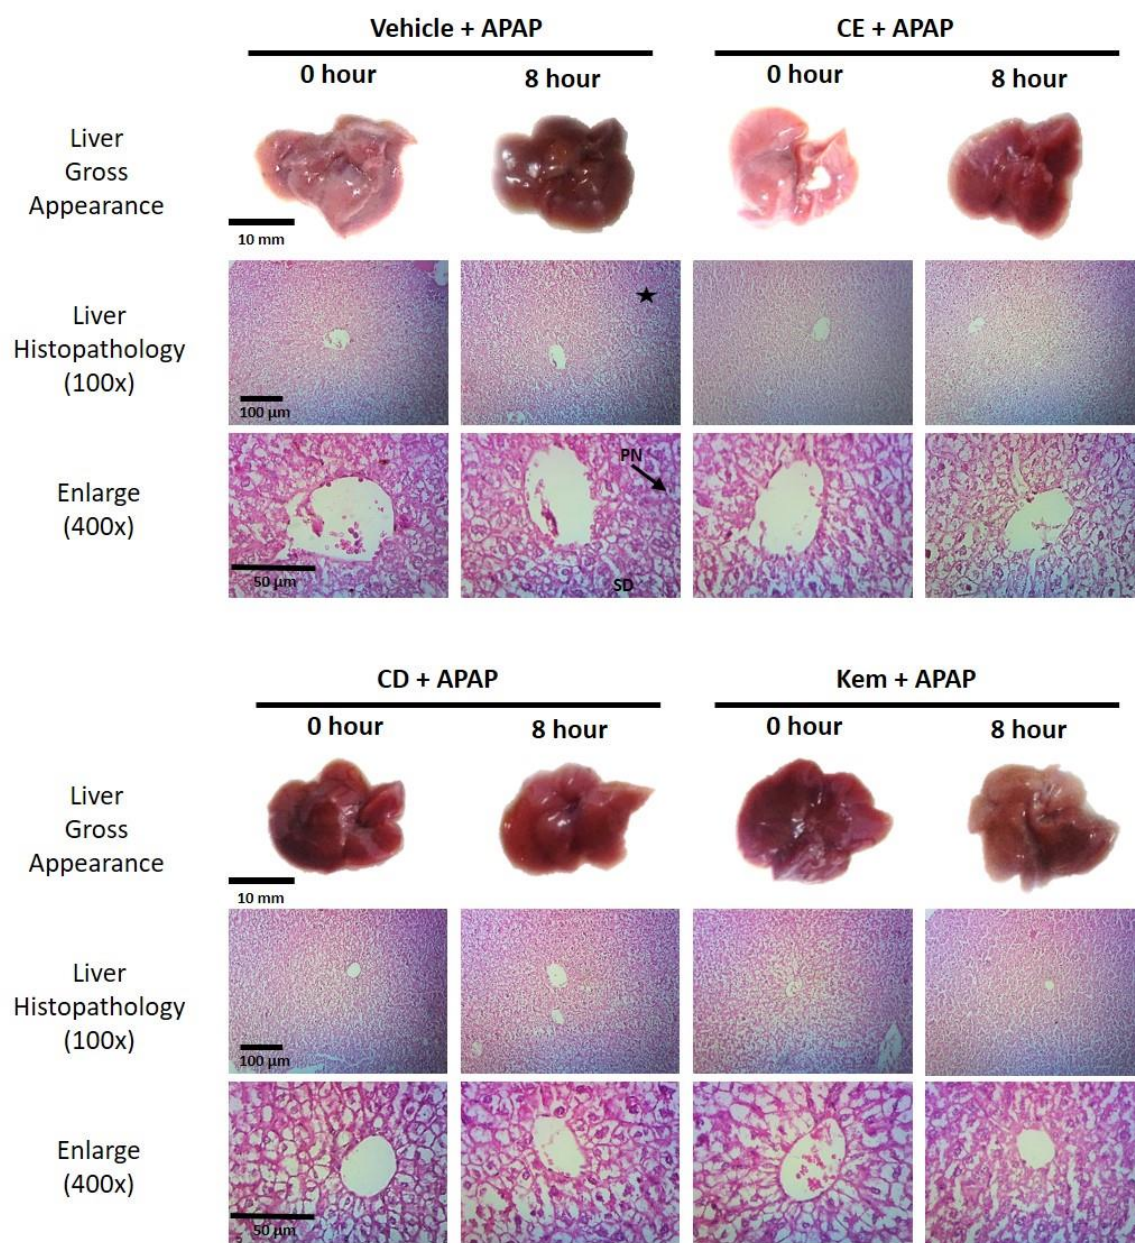 Vehicle + APAP
CE + APAP
0 hour
8 hour
0 hour
8 hour
Liver
Gross
Appearance
10 mm
Liver
Histopathology
(100x)
★
100 µm
Enlarge
(400x)
PN
50 µm
SD
CD + APAP
Kem + APAP
0 hour
8 hour
0 hour
8 hour
Liver
Gross
Appearance
10 mm
Liver
Histopathology
(100x)
100 µm
Enlarge
(400x)
50 µm